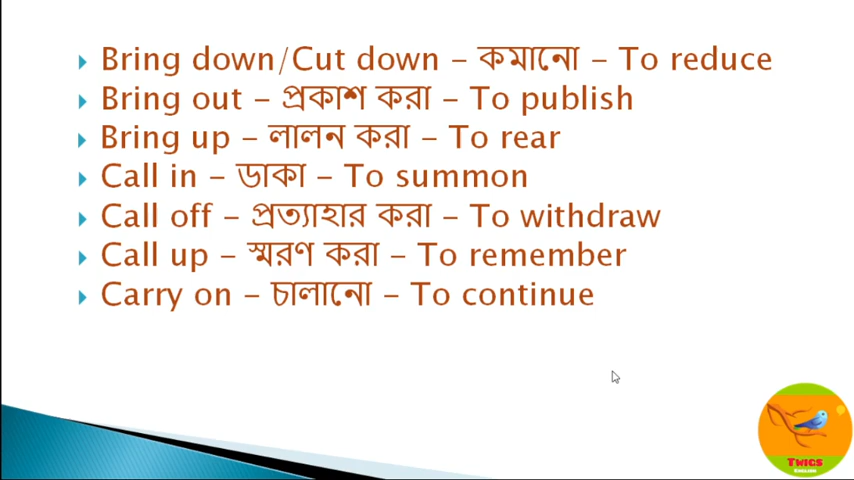 Bring down/Cut down – কমানো – To reduce
Bring out – প্রকাশ করা – To publish
Bring up – লালন করা – To rear
Call in – ডাকা – To summon
Call off – প্রত্যাহার করা – To withdraw
Call up – স্মরণ করা – To remember
Carry on – চালানো – To continue
Twigs
English